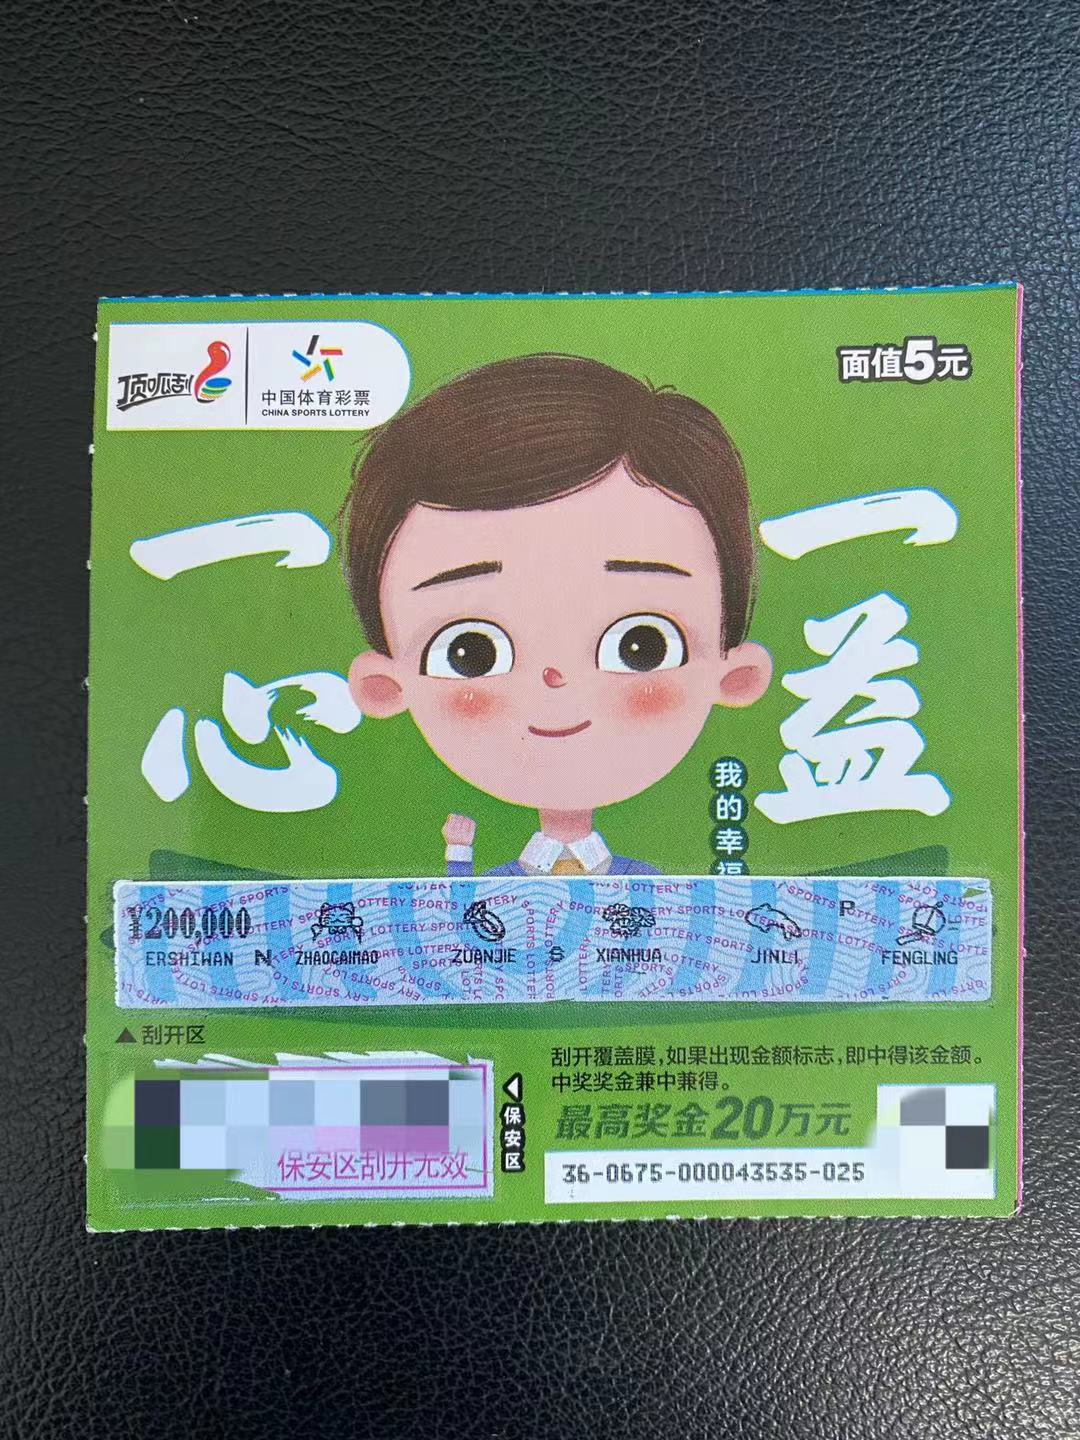 顶呱刮
中国体育彩票
CHINA SPORTS LOTTERY
面值5元
一心
一益
我的幸福
¥200,000
ERSHIWAN N ZHAOCAIMAO ZUANJIE S XIANHUA JINLI P FENGLING
▲刮开区
保安区
保安区刮开无效
刮开覆盖膜,如果出现金额标志,即中得该金额。
中奖奖金兼中兼得。
最高奖金20万元
36-0675-000043535-025